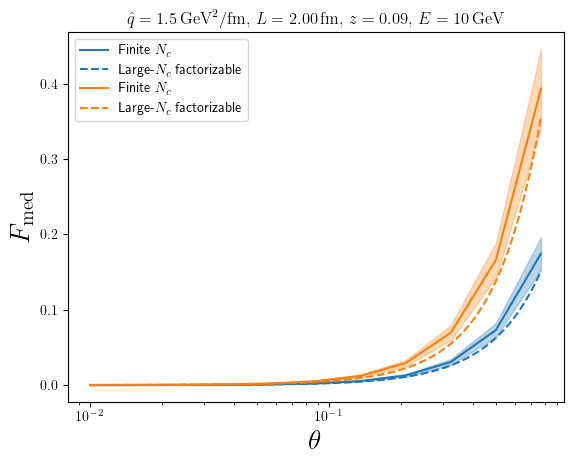 q̂ = 1.5 GeV²/fm, L = 2.00 fm, z = 0.09, E = 10 GeV
Finite N_c
Large-N_c factorizable
Finite N_c
Large-N_c factorizable
F_med
0.4
0.3
0.2
0.1
0.0
10⁻²
10⁻¹
θ